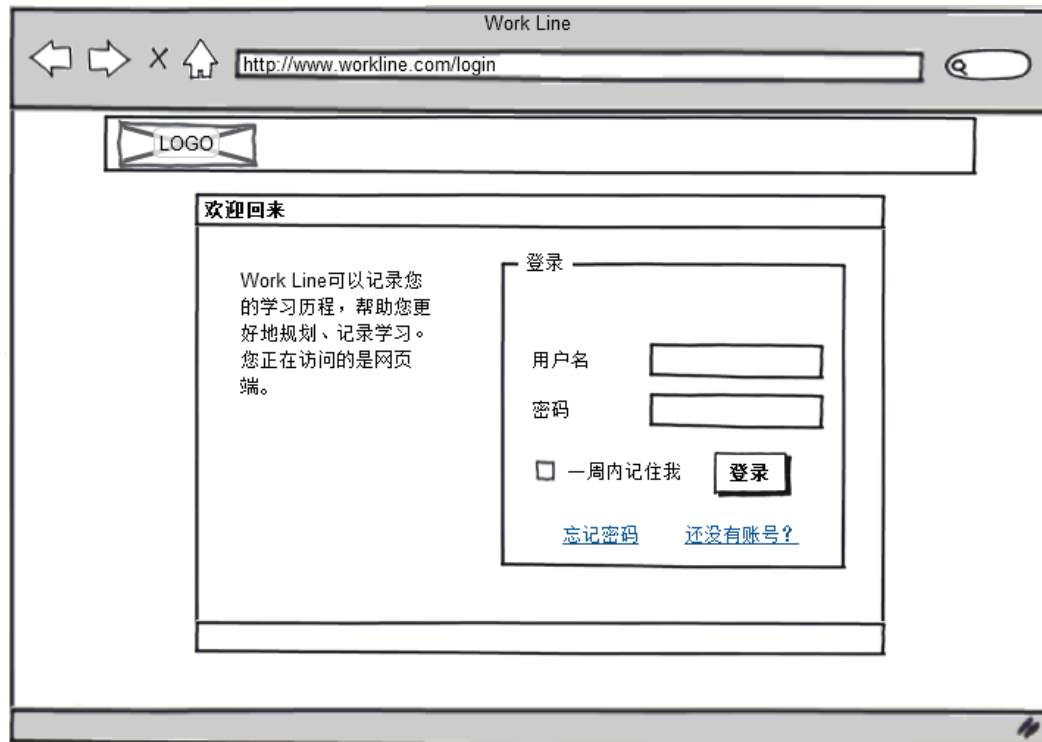 Work Line
http://www.workline.com/login
LOGO
欢迎回来
Work Line可以记录您
的学习历程，帮助您更
好地规划、记录学习。
您正在访问的是网页
端。
登录
用户名
密码
一周内记住我
登录
忘记密码
还没有账号？